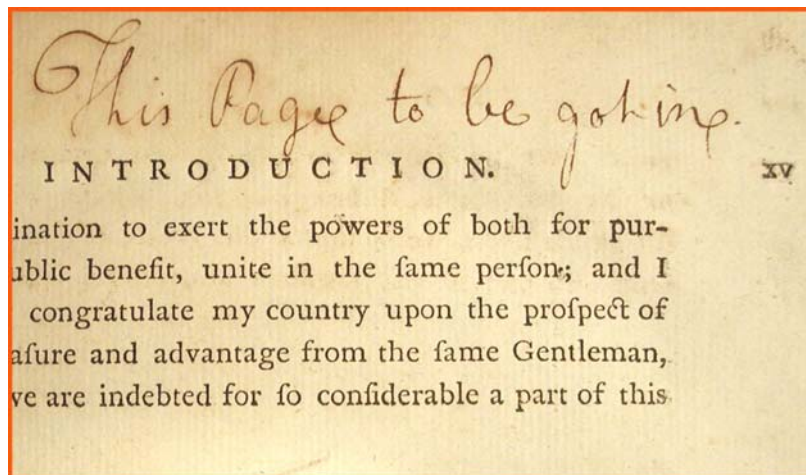 This Page to be got in.
INTRODUCTION. xv
ination to exert the powers of both for pur-
ublic benefit, unite in the ſame perſon; and I
congratulate my country upon the proſpect of
aſure and advantage from the ſame Gentleman,
ve are indebted for ſo conſiderable a part of this